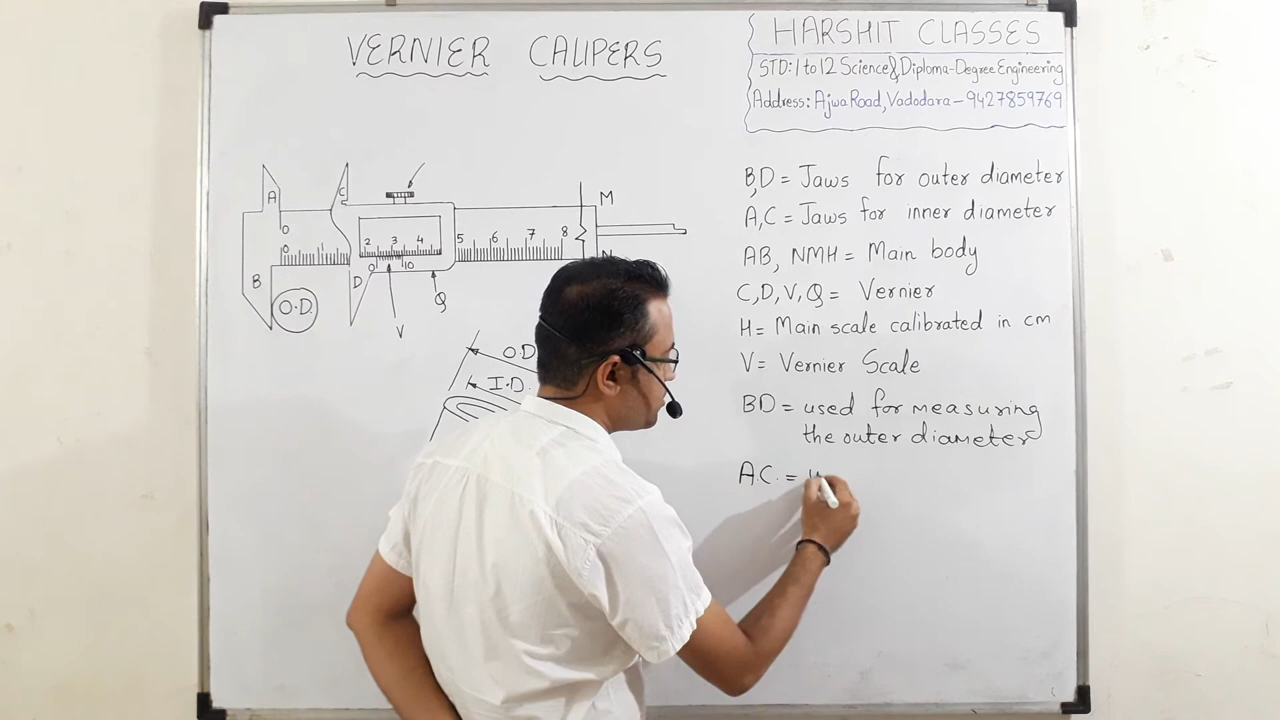 VERNIER CALIPERS
HARSHIT CLASSES
STD: 1 to 12 Science & Diploma-Degree Engineering
Address: Ajwa Road, Vadodara - 9427859769
A
C
M
0
0
1
2
3
4
5
6
7
8
0
10
B
O.D
D
Q
V
O.D
I.D.
B,D = Jaws for outer diameter
A,C = Jaws for inner diameter
AB, NMH = Main body
C,D,V,Q = Vernier
H = Main scale calibrated in cm
V = Vernier Scale
BD = used for measuring
the outer diameter
A.C. =